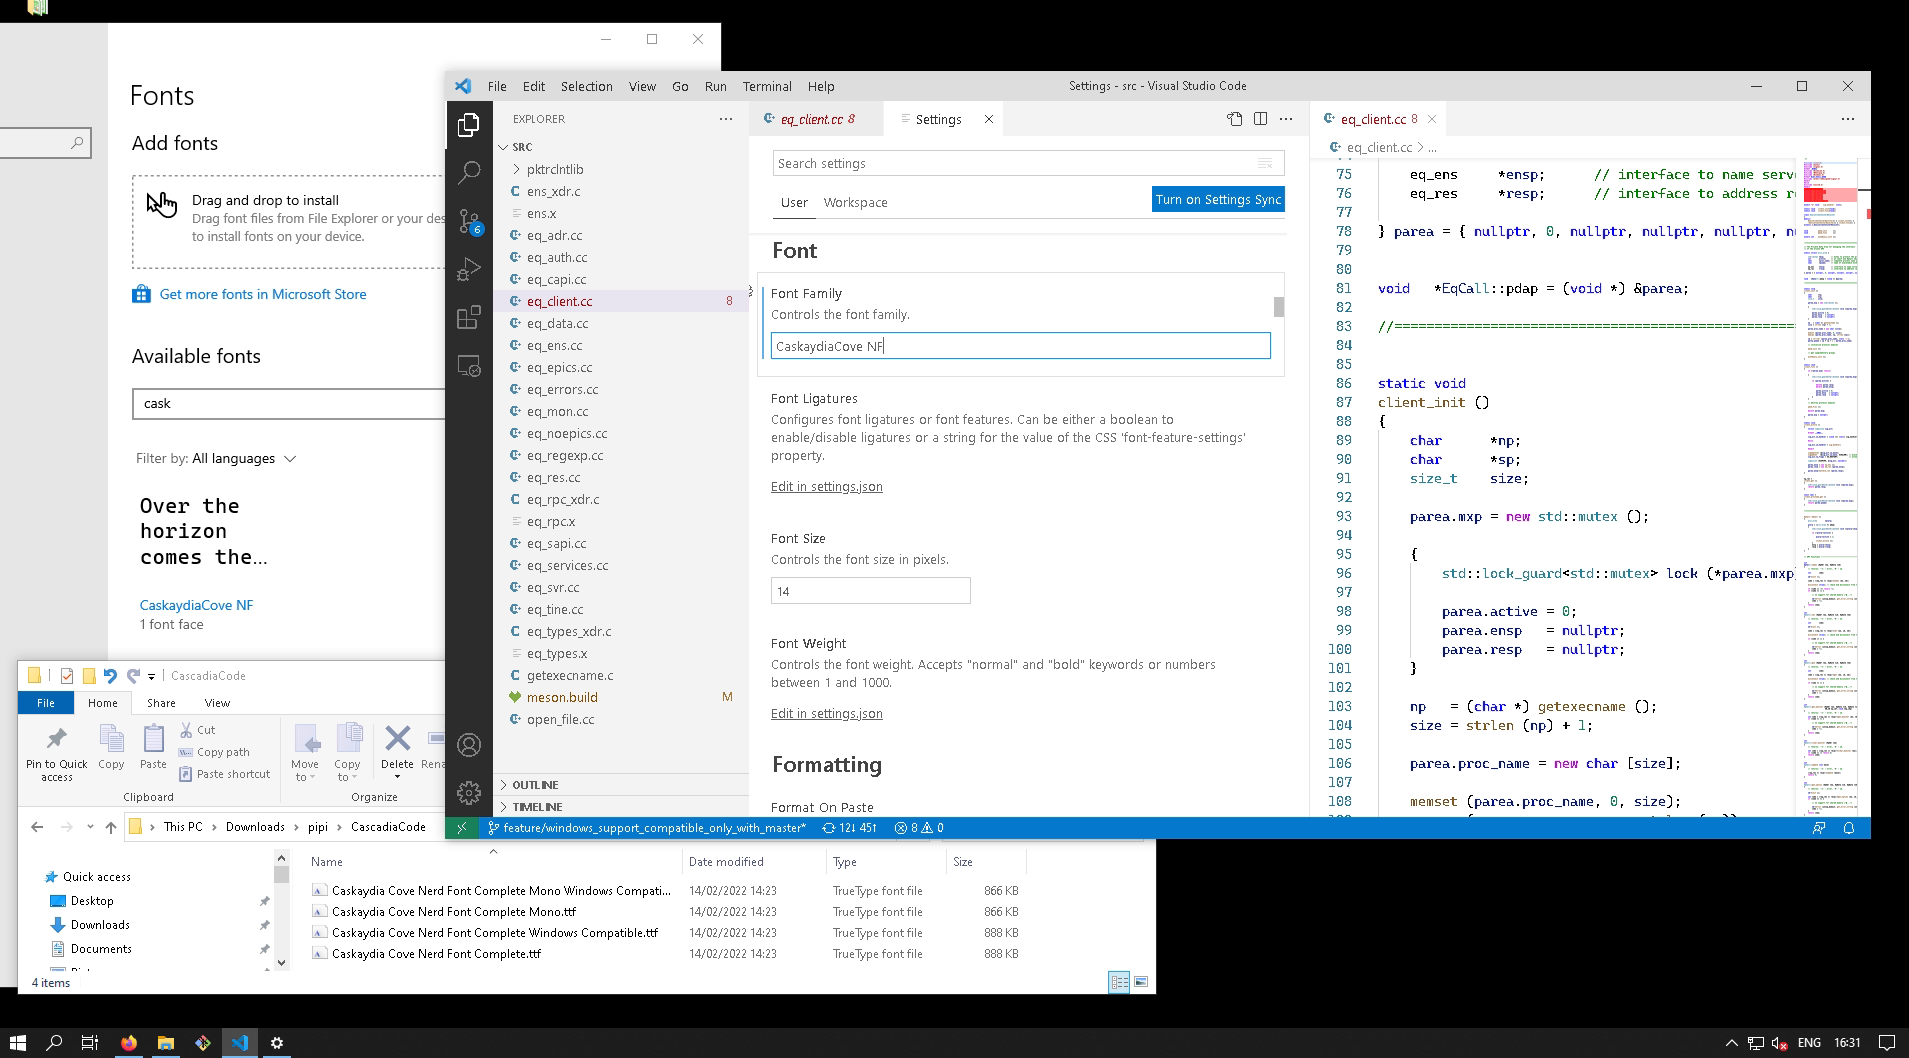 Fonts
Add fonts
Drag and drop to install
Drag font files from File Explorer or your des
to install fonts on your device.
Get more fonts in Microsoft Store
Available fonts
cask
Filter by: All languages
Over the
horizon
comes the...
CaskaydiaCove NF
1 font face
File Edit Selection View Go Run Terminal Help
Settings - src - Visual Studio Code
EXPLORER
SRC
pktrclntlib
ens_xdr.c
ens.x
eq_adr.cc
eq_auth.cc
eq_capi.cc
eq_client.cc 8
eq_data.cc
eq_ens.cc
eq_epics.cc
eq_errors.cc
eq_mon.cc
eq_noepics.cc
eq_regexp.cc
eq_res.cc
eq_rpc_xdr.c
eq_rpc.x
eq_sapi.cc
eq_services.cc
eq_svr.cc
eq_tine.cc
eq_types_xdr.c
eq_types.x
getexecname.c
meson.build M
open_file.cc
OUTLINE
TIMELINE
6
eq_client.cc 8
Settings
Search settings
User Workspace
Turn on Settings Sync
Font
Font Family
Controls the font family.
CaskaydiaCove NF
Font Ligatures
Configures font ligatures or font features. Can be either a boolean to
enable/disable ligatures or a string for the value of the CSS 'font-feature-settings'
property.
Edit in settings.json
Font Size
Controls the font size in pixels.
14
Font Weight
Controls the font weight. Accepts "normal" and "bold" keywords or numbers
between 1 and 1000.
Edit in settings.json
Formatting
Format On Paste
eq_client.cc 8
eq_client.cc > ...
75 eq_ens *ensp; // interface to name serv
76 eq_res *resp; // interface to address r
77
78 } parea = { nullptr, 0, nullptr, nullptr, nullptr, n
79
80
81 void *EqCall::pdap = (void *) &parea;
82
83 //==================================================
84
85
86 static void
87 client_init ()
88 {
89 char *np;
90 char *sp;
91 size_t size;
92
93 parea.mxp = new std::mutex ();
94
95 {
96 std::lock_guard<std::mutex> lock (*parea.mxp)
97
98 parea.active = 0;
99 parea.ensp = nullptr;
100 parea.resp = nullptr;
101 }
102
103 np = (char *) getexecname ();
104 size = strlen (np) + 1;
105
106 parea.proc_name = new char [size];
107
108 memset (parea.proc_name, 0, size);
feature/windows_support_compatible_only_with_master* 12↓ 45↑ 8 0
CascadiaCode
File Home Share View
Pin to Quick access
Copy
Paste
Cut
Copy path
Paste shortcut
Clipboard
Move to
Copy to
Delete
Rena
Organize
This PC > Downloads > pipi > CascadiaCode
Quick access
Desktop
Downloads
Documents
Name Date modified Type Size
Caskaydia Cove Nerd Font Complete Mono Windows Compati... 14/02/2022 14:23 TrueType font file 866 KB
Caskaydia Cove Nerd Font Complete Mono.ttf 14/02/2022 14:23 TrueType font file 866 KB
Caskaydia Cove Nerd Font Complete Windows Compatible.ttf 14/02/2022 14:23 TrueType font file 888 KB
Caskaydia Cove Nerd Font Complete.ttf 14/02/2022 14:23 TrueType font file 888 KB
4 items
ENG 16:31